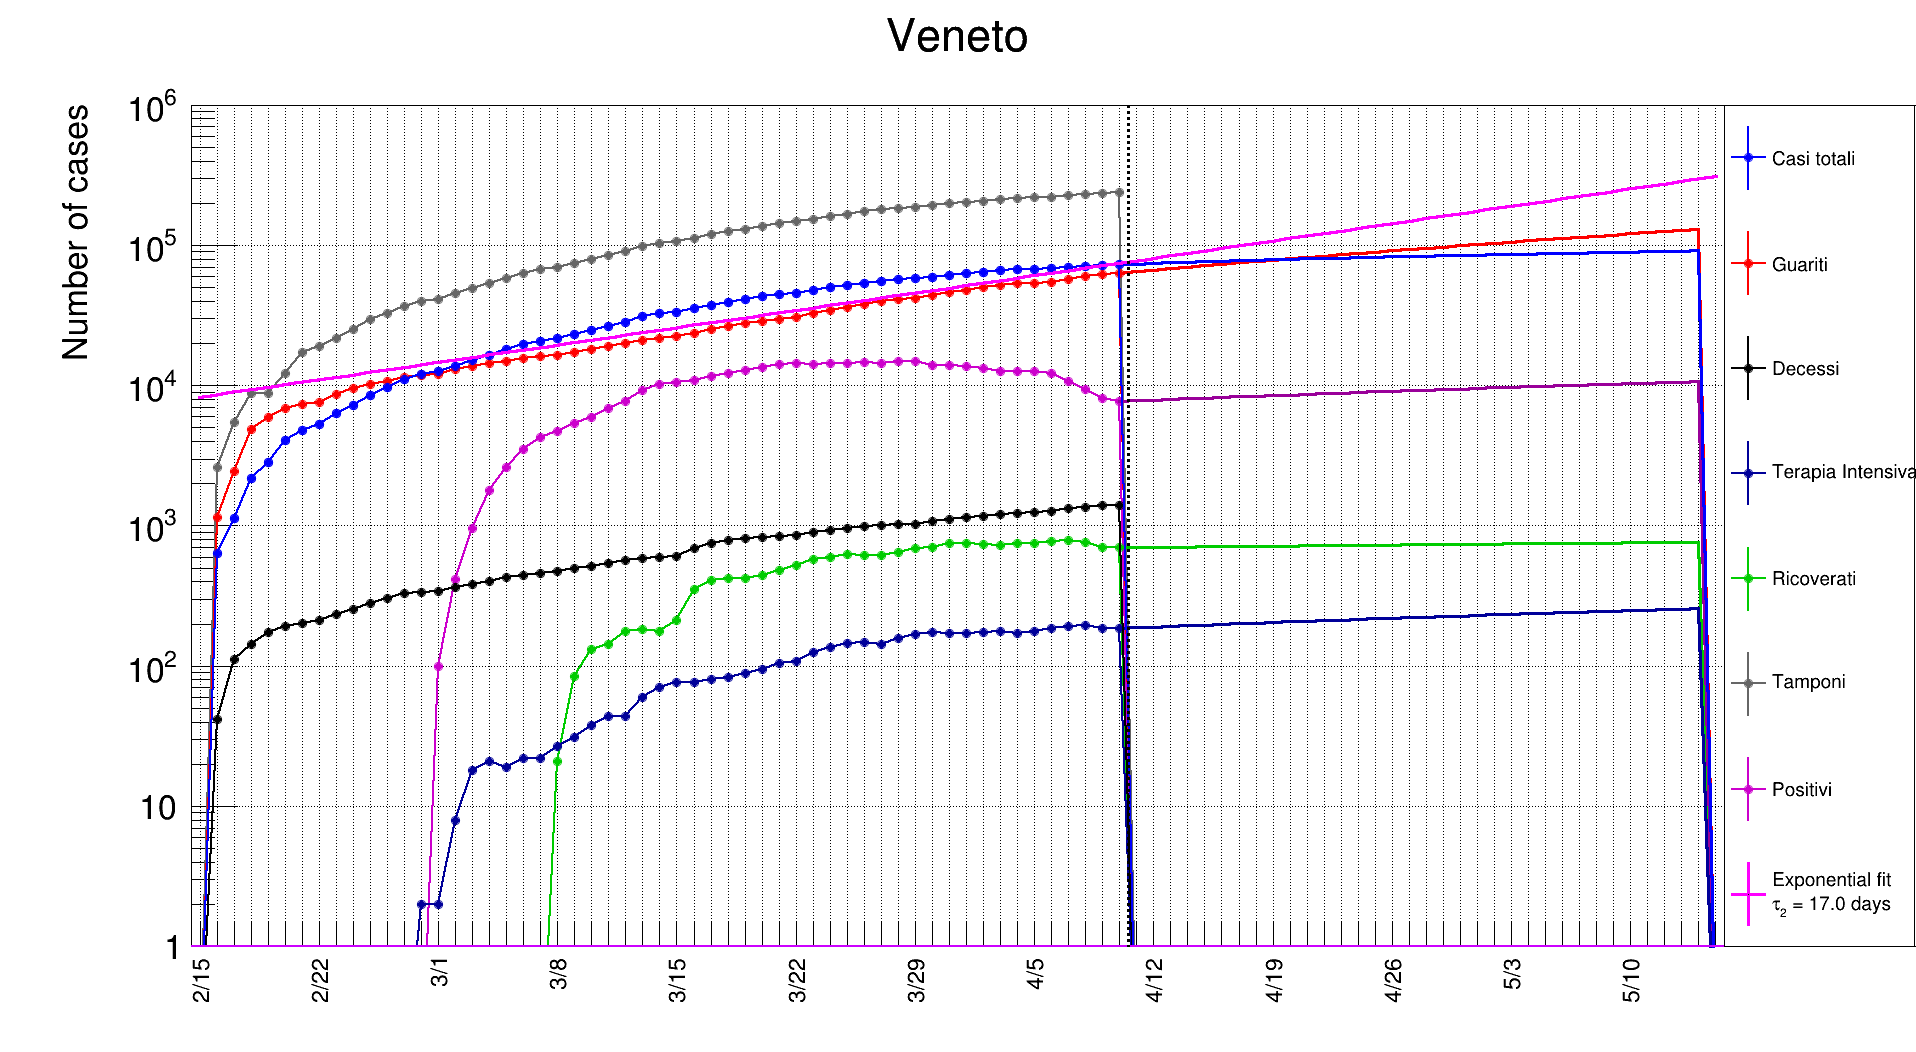 Veneto
Number of cases
10^6
10^5
10^4
10^3
10^2
10
1
2/15
2/22
3/1
3/8
3/15
3/22
3/29
4/5
4/12
4/19
4/26
5/3
5/10
Casi totali
Guariti
Decessi
Terapia Intensiva
Ricoverati
Tamponi
Positivi
Exponential fit
τ_2 = 17.0 days